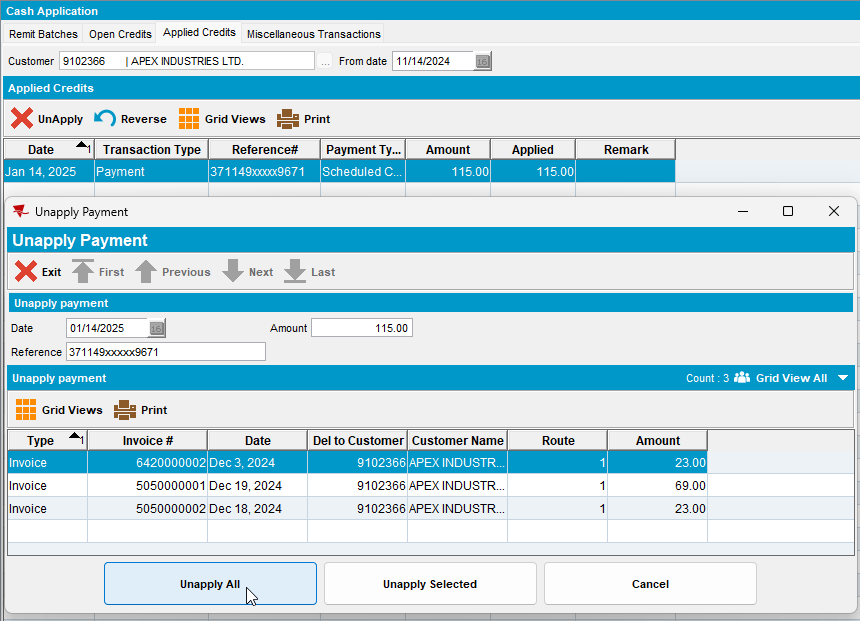 Cash Application
Remit Batches Open Credits Applied Credits Miscellaneous Transactions
Customer 9102366 | APEX INDUSTRIES LTD. ... From date 11/14/2024 16
Applied Credits
UnApply Reverse Grid Views Print
Date 1 Transaction Type Reference# Payment Ty... Amount Applied Remark
Jan 14, 2025 Payment 371149xxxxx9671 Scheduled C... 115.00 115.00
Unapply Payment
Unapply Payment
Exit First Previous Next Last
Unapply payment
Date 01/14/2025 16 Amount 115.00
Reference 371149xxxxx9671
Unapply payment Count : 3 Grid View All
Grid Views Print
Type 1 Invoice # Date Del to Customer Customer Name Route Amount
Invoice 6420000002 Dec 3, 2024 9102366 APEX INDUSTR... 1 23.00
Invoice 5050000001 Dec 19, 2024 9102366 APEX INDUSTR... 1 69.00
Invoice 5050000002 Dec 18, 2024 9102366 APEX INDUSTR... 1 23.00
Unapply All Unapply Selected Cancel